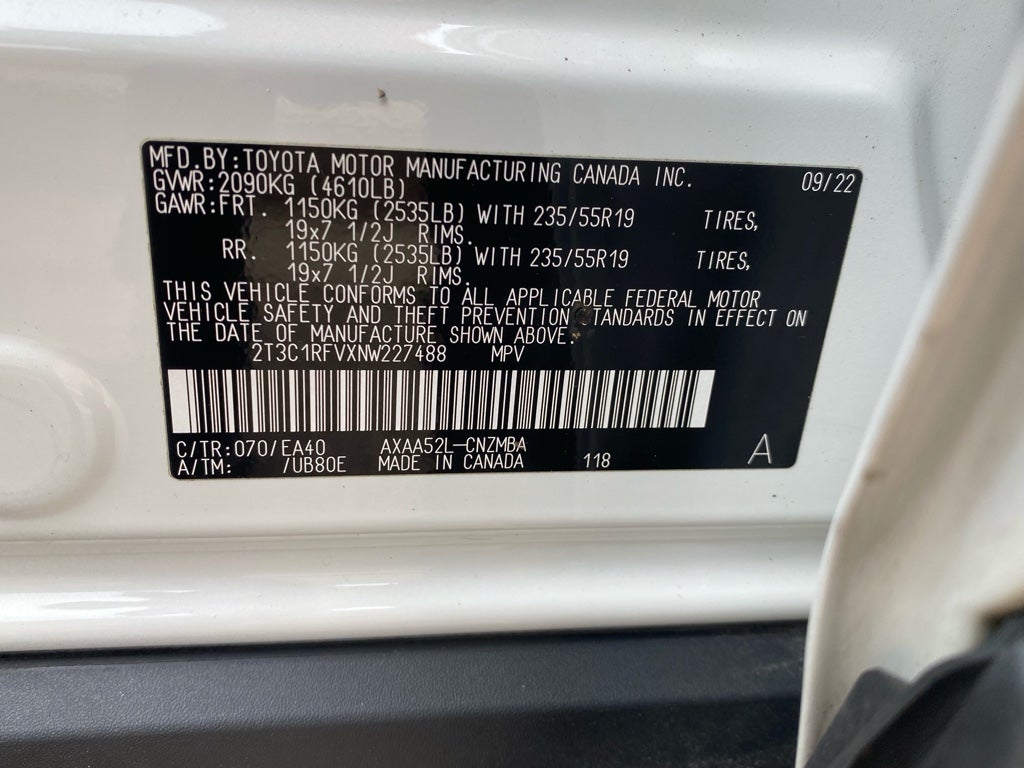 MFD.BY:TOYOTA MOTOR MANUFACTURING CANADA INC. 09/22
GVWR:2090KG (4610LB)
GAWR:FRT. 1150KG (2535LB) WITH 235/55R19 TIRES,
19x7 1/2J RIMS.
RR. 1150KG (2535LB) WITH 235/55R19 TIRES,
19x7 1/2J RIMS.
THIS VEHICLE CONFORMS TO ALL APPLICABLE FEDERAL MOTOR
VEHICLE SAFETY AND THEFT PREVENTION STANDARDS IN EFFECT ON
THE DATE OF MANUFACTURE SHOWN ABOVE.
2T3C1RFVXNW227488 MPV
C/TR:070/EA40 AXAA52L-CNZMBA
A/TM: /UB80E MADE IN CANADA 118 A